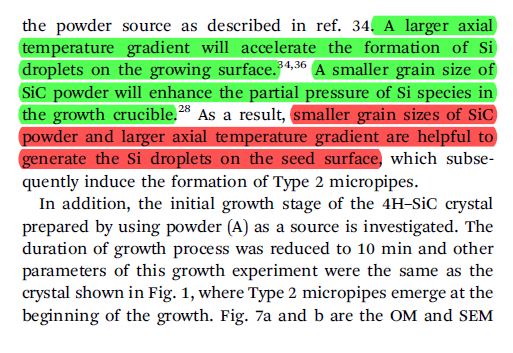 the powder source as described in ref. 34. A larger axial
temperature gradient will accelerate the formation of Si
droplets on the growing surface.34,36 A smaller grain size of
SiC powder will enhance the partial pressure of Si species in
the growth crucible.28 As a result, smaller grain sizes of SiC
powder and larger axial temperature gradient are helpful to
generate the Si droplets on the seed surface, which subse-
quently induce the formation of Type 2 micropipes.
In addition, the initial growth stage of the 4H–SiC crystal
prepared by using powder (A) as a source is investigated. The
duration of growth process was reduced to 10 min and other
parameters of this growth experiment were the same as the
crystal shown in Fig. 1, where Type 2 micropipes emerge at the
beginning of the growth. Fig. 7a and b are the OM and SEM